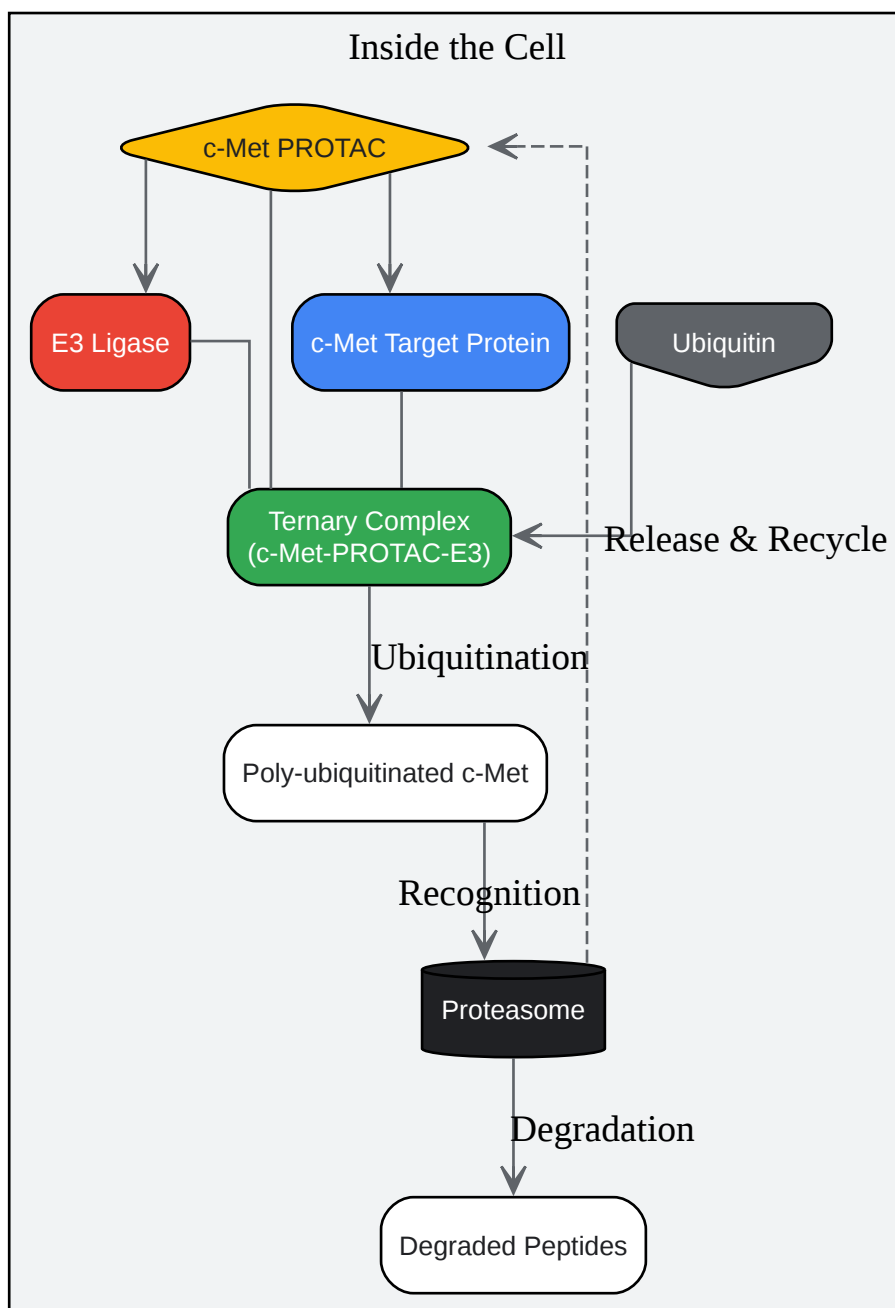 Inside the Cell
c-Met PROTAC
E3 Ligase
c-Met Target Protein
Ubiquitin
Ternary Complex
(c-Met-PROTAC-E3)
Release & Recycle
Ubiquitination
Poly-ubiquitinated c-Met
Recognition
Proteasome
Degradation
Degraded Peptides